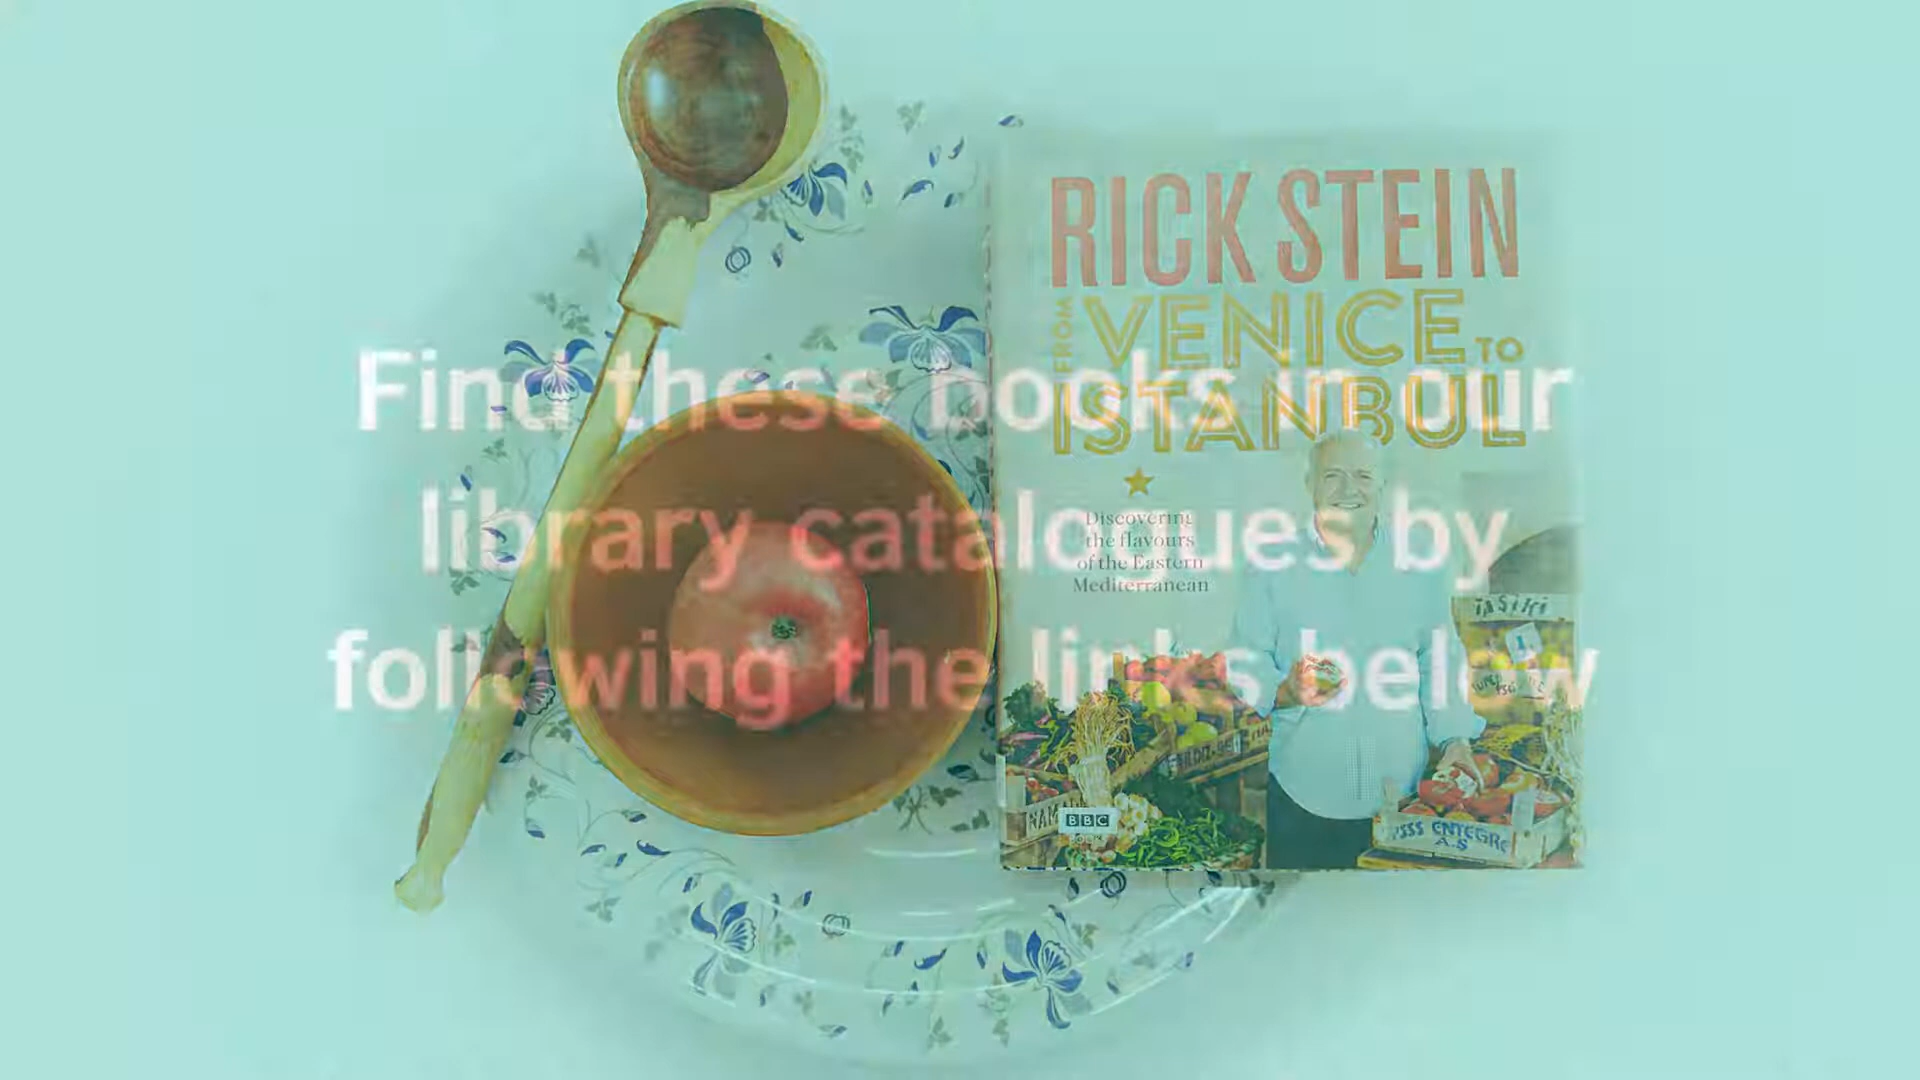 RICK STEIN
FROM VENICE TO
ISTANBUL
Discovering
the flavours
of the Eastern
Mediterranean
BBC
Find these books in our
library catalogues by
following the links below